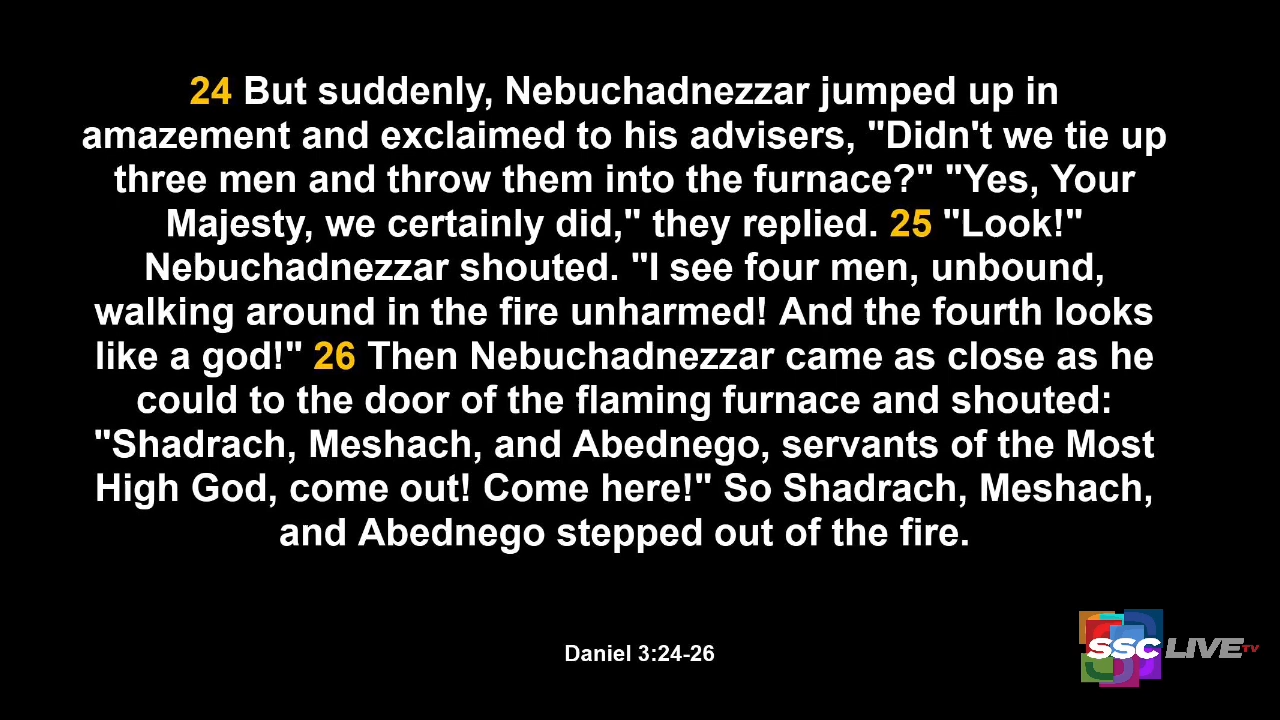 24 But suddenly, Nebuchadnezzar jumped up in
amazement and exclaimed to his advisers, "Didn't we tie up
three men and throw them into the furnace?" "Yes, Your
Majesty, we certainly did," they replied. 25 "Look!"
Nebuchadnezzar shouted. "I see four men, unbound,
walking around in the fire unharmed! And the fourth looks
like a god!" 26 Then Nebuchadnezzar came as close as he
could to the door of the flaming furnace and shouted:
"Shadrach, Meshach, and Abednego, servants of the Most
High God, come out! Come here!" So Shadrach, Meshach,
and Abednego stepped out of the fire.
Daniel 3:24-26
SSC LIVE TV